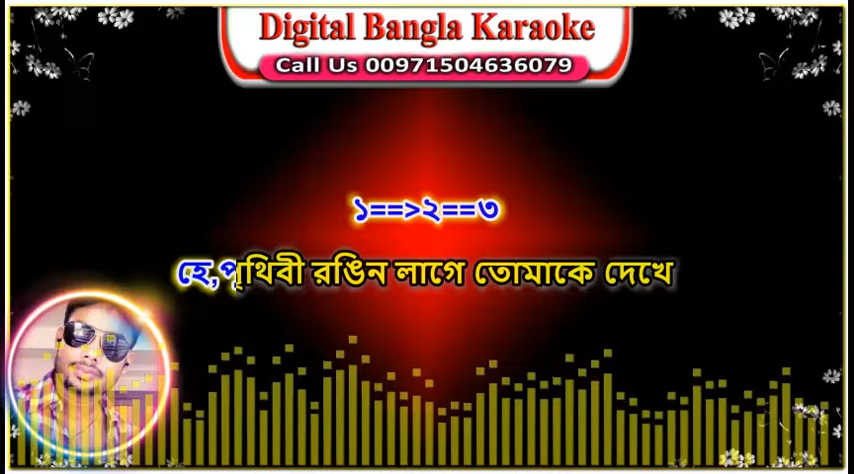 Digital Bangla Karaoke
Call Us 00971504636079
১==>২==৩
হে,পৃথিবী রঙিন লাগে তোমাকে দেখে